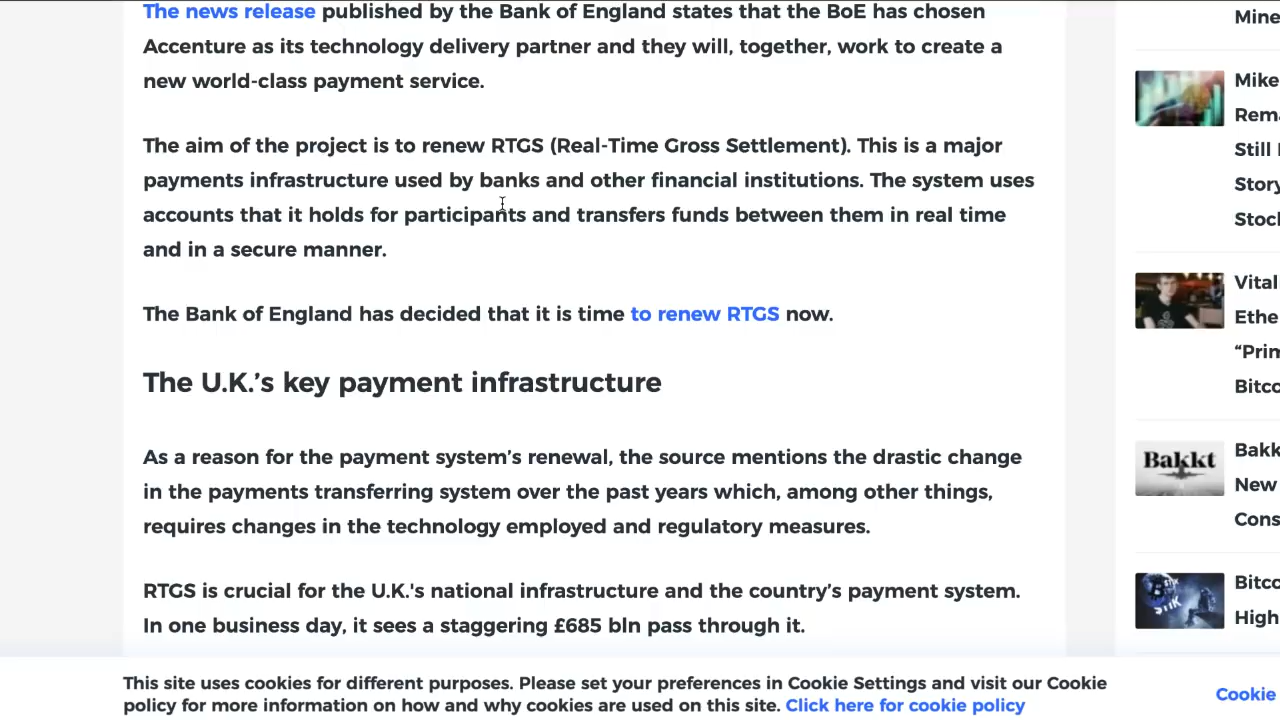 The news release published by the Bank of England states that the BoE has chosen
Accenture as its technology delivery partner and they will, together, work to create a
new world-class payment service.
The aim of the project is to renew RTGS (Real-Time Gross Settlement). This is a major
payments infrastructure used by banks and other financial institutions. The system uses
accounts that it holds for participants and transfers funds between them in real time
and in a secure manner.
The Bank of England has decided that it is time to renew RTGS now.
The U.K.’s key payment infrastructure
As a reason for the payment system’s renewal, the source mentions the drastic change
in the payments transferring system over the past years which, among other things,
requires changes in the technology employed and regulatory measures.
RTGS is crucial for the U.K.'s national infrastructure and the country’s payment system.
In one business day, it sees a staggering £685 bln pass through it.
Mine
Mike
Rema
Still
Story
Stock
Vital
Ethe
“Prim
Bitco
Bakkt
Bakk
New
Cons
Bitco
High
This site uses cookies for different purposes. Please set your preferences in Cookie Settings and visit our Cookie
policy for more information on how and why cookies are used on this site. Click here for cookie policy
Cookie